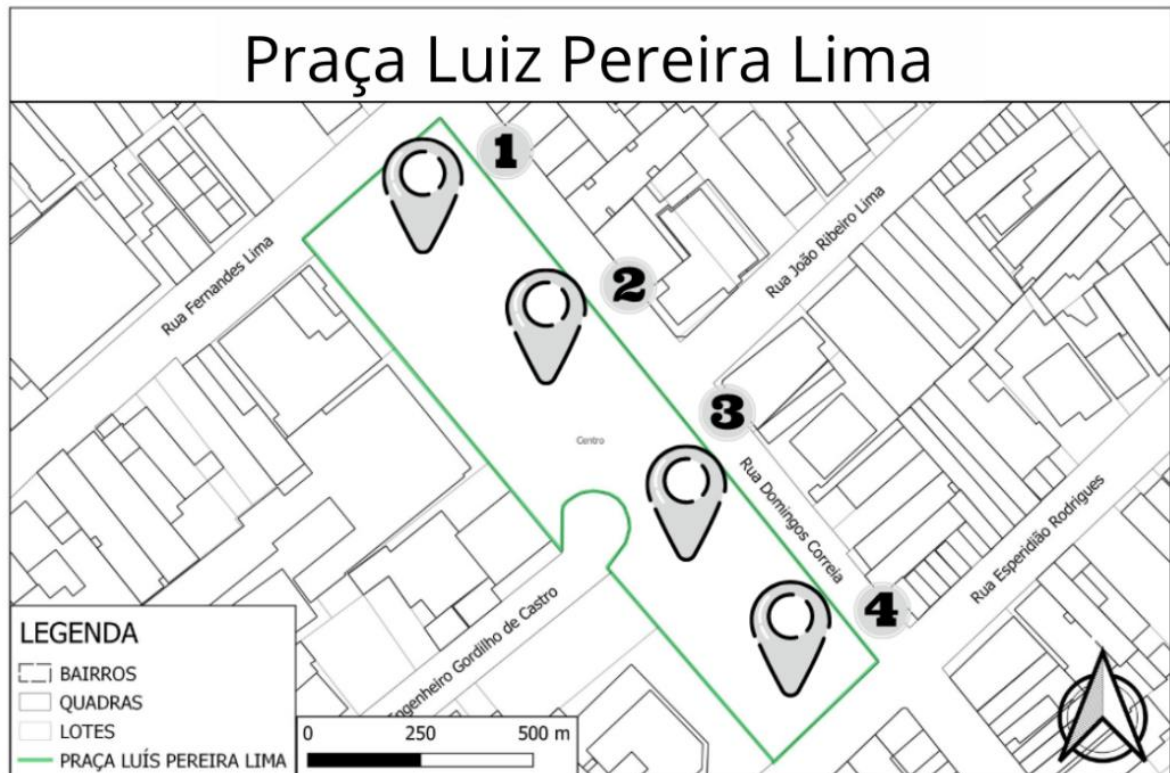 Praça Luiz Pereira Lima
1
2
3
4
Rua Fernandes Lima
Rua João Ribeiro Lima
Centro
Rua Domingos Correia
Rua Esperidião Rodrigues
Engenheiro Gordilho de Castro
LEGENDA
BAIRROS
QUADRAS
LOTES
PRAÇA LUÍS PEREIRA LIMA
0 250 500 m